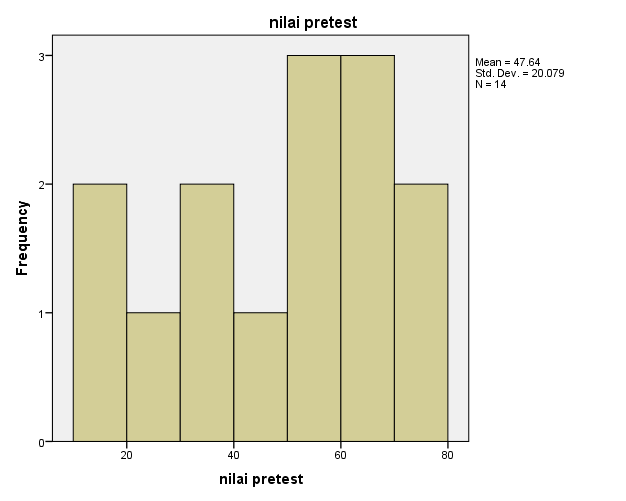 nilai pretest
Mean = 47.64
Std. Dev. = 20.079
N = 14
Frequency
3
2
1
0
20 40 60 80
nilai pretest